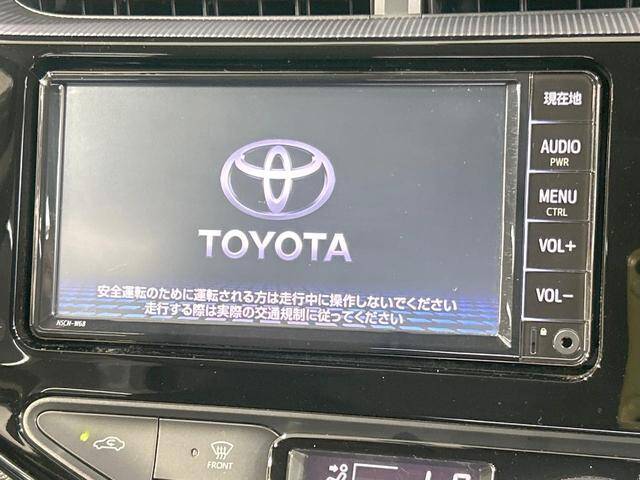 現在地
AUDIO
PWR
MENU
CTRL
VOL+
VOL-
TOYOTA
安全運転のために運転される方は走行中に操作しないでください
走行する際は実際の交通規制に従ってください
NSCN-W68
FRONT